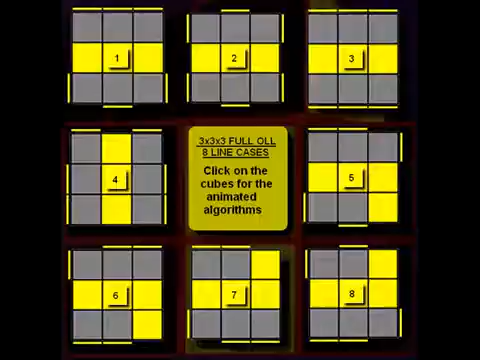 1
2
3
3x3x3 FULL OLL
8 LINE CASES
Click on the
cubes for the
animated
algorithms
4
5
6
7
8